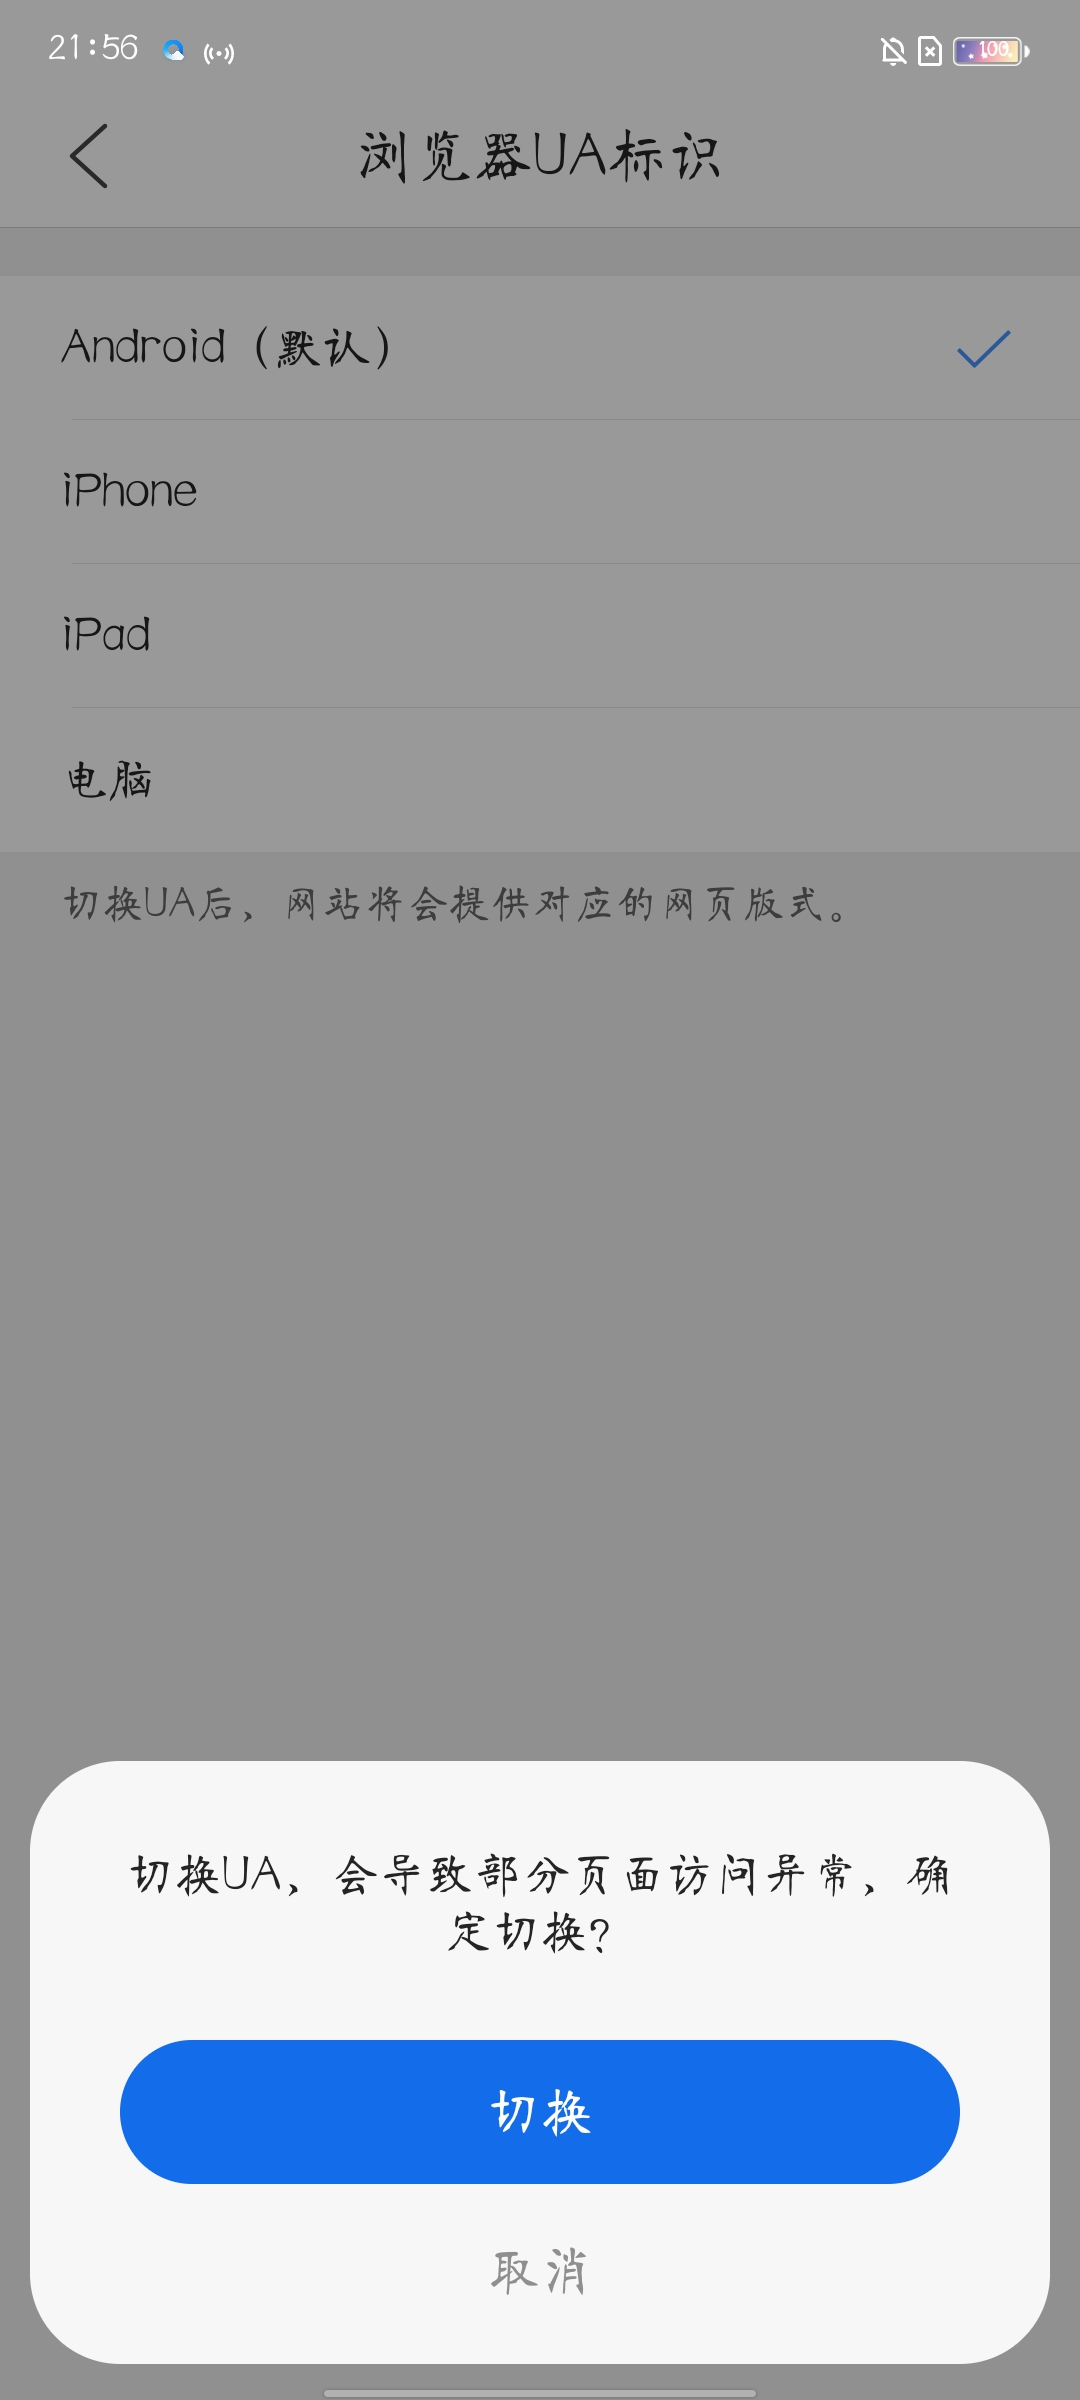 21:56
100
浏览器UA标识
Android（默认）
iPhone
iPad
电脑
切换UA后，网站将会提供对应的网页版式。
切换UA，会导致部分页面访问异常，确
定切换？
切换
取消